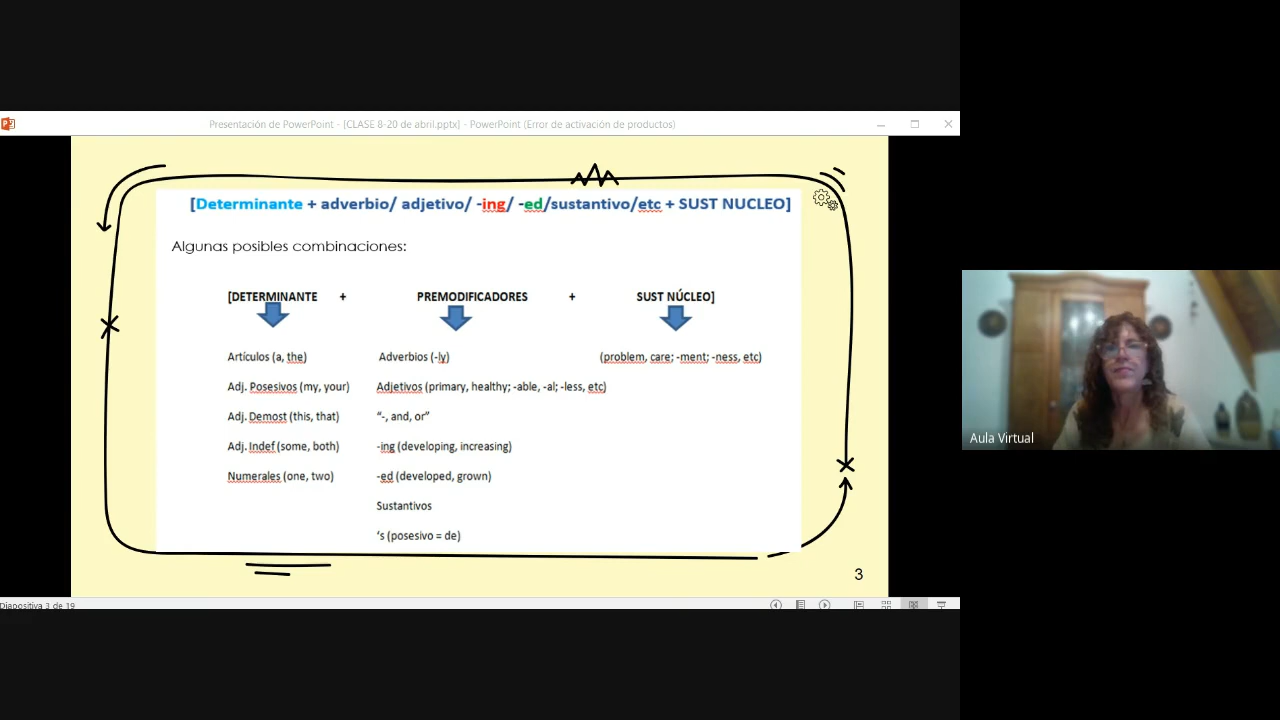 Presentación de PowerPoint - [CLASE 8-20 de abril.pptx] - PowerPoint (Error de activación de productos)
[Determinante + adverbio/ adjetivo/ -ing/ -ed/sustantivo/etc + SUST NUCLEO]
Algunas posibles combinaciones:
[DETERMINANTE + PREMODIFICADORES + SUST NÚCLEO]
Artículos (a, the) Adverbios (-ly) (problem, care; -ment; -ness, etc)
Adj. Posesivos (my, your) Adjetivos (primary, healthy; -able, -al; -less, etc)
Adj. Demost (this, that) “-, and, or”
Adj. Indef (some, both) -ing (developing, increasing)
Numerales (one, two) -ed (developed, grown)
Sustantivos
‘s (posesivo = de)
3
Diapositiva 3 de 19
Aula Virtual